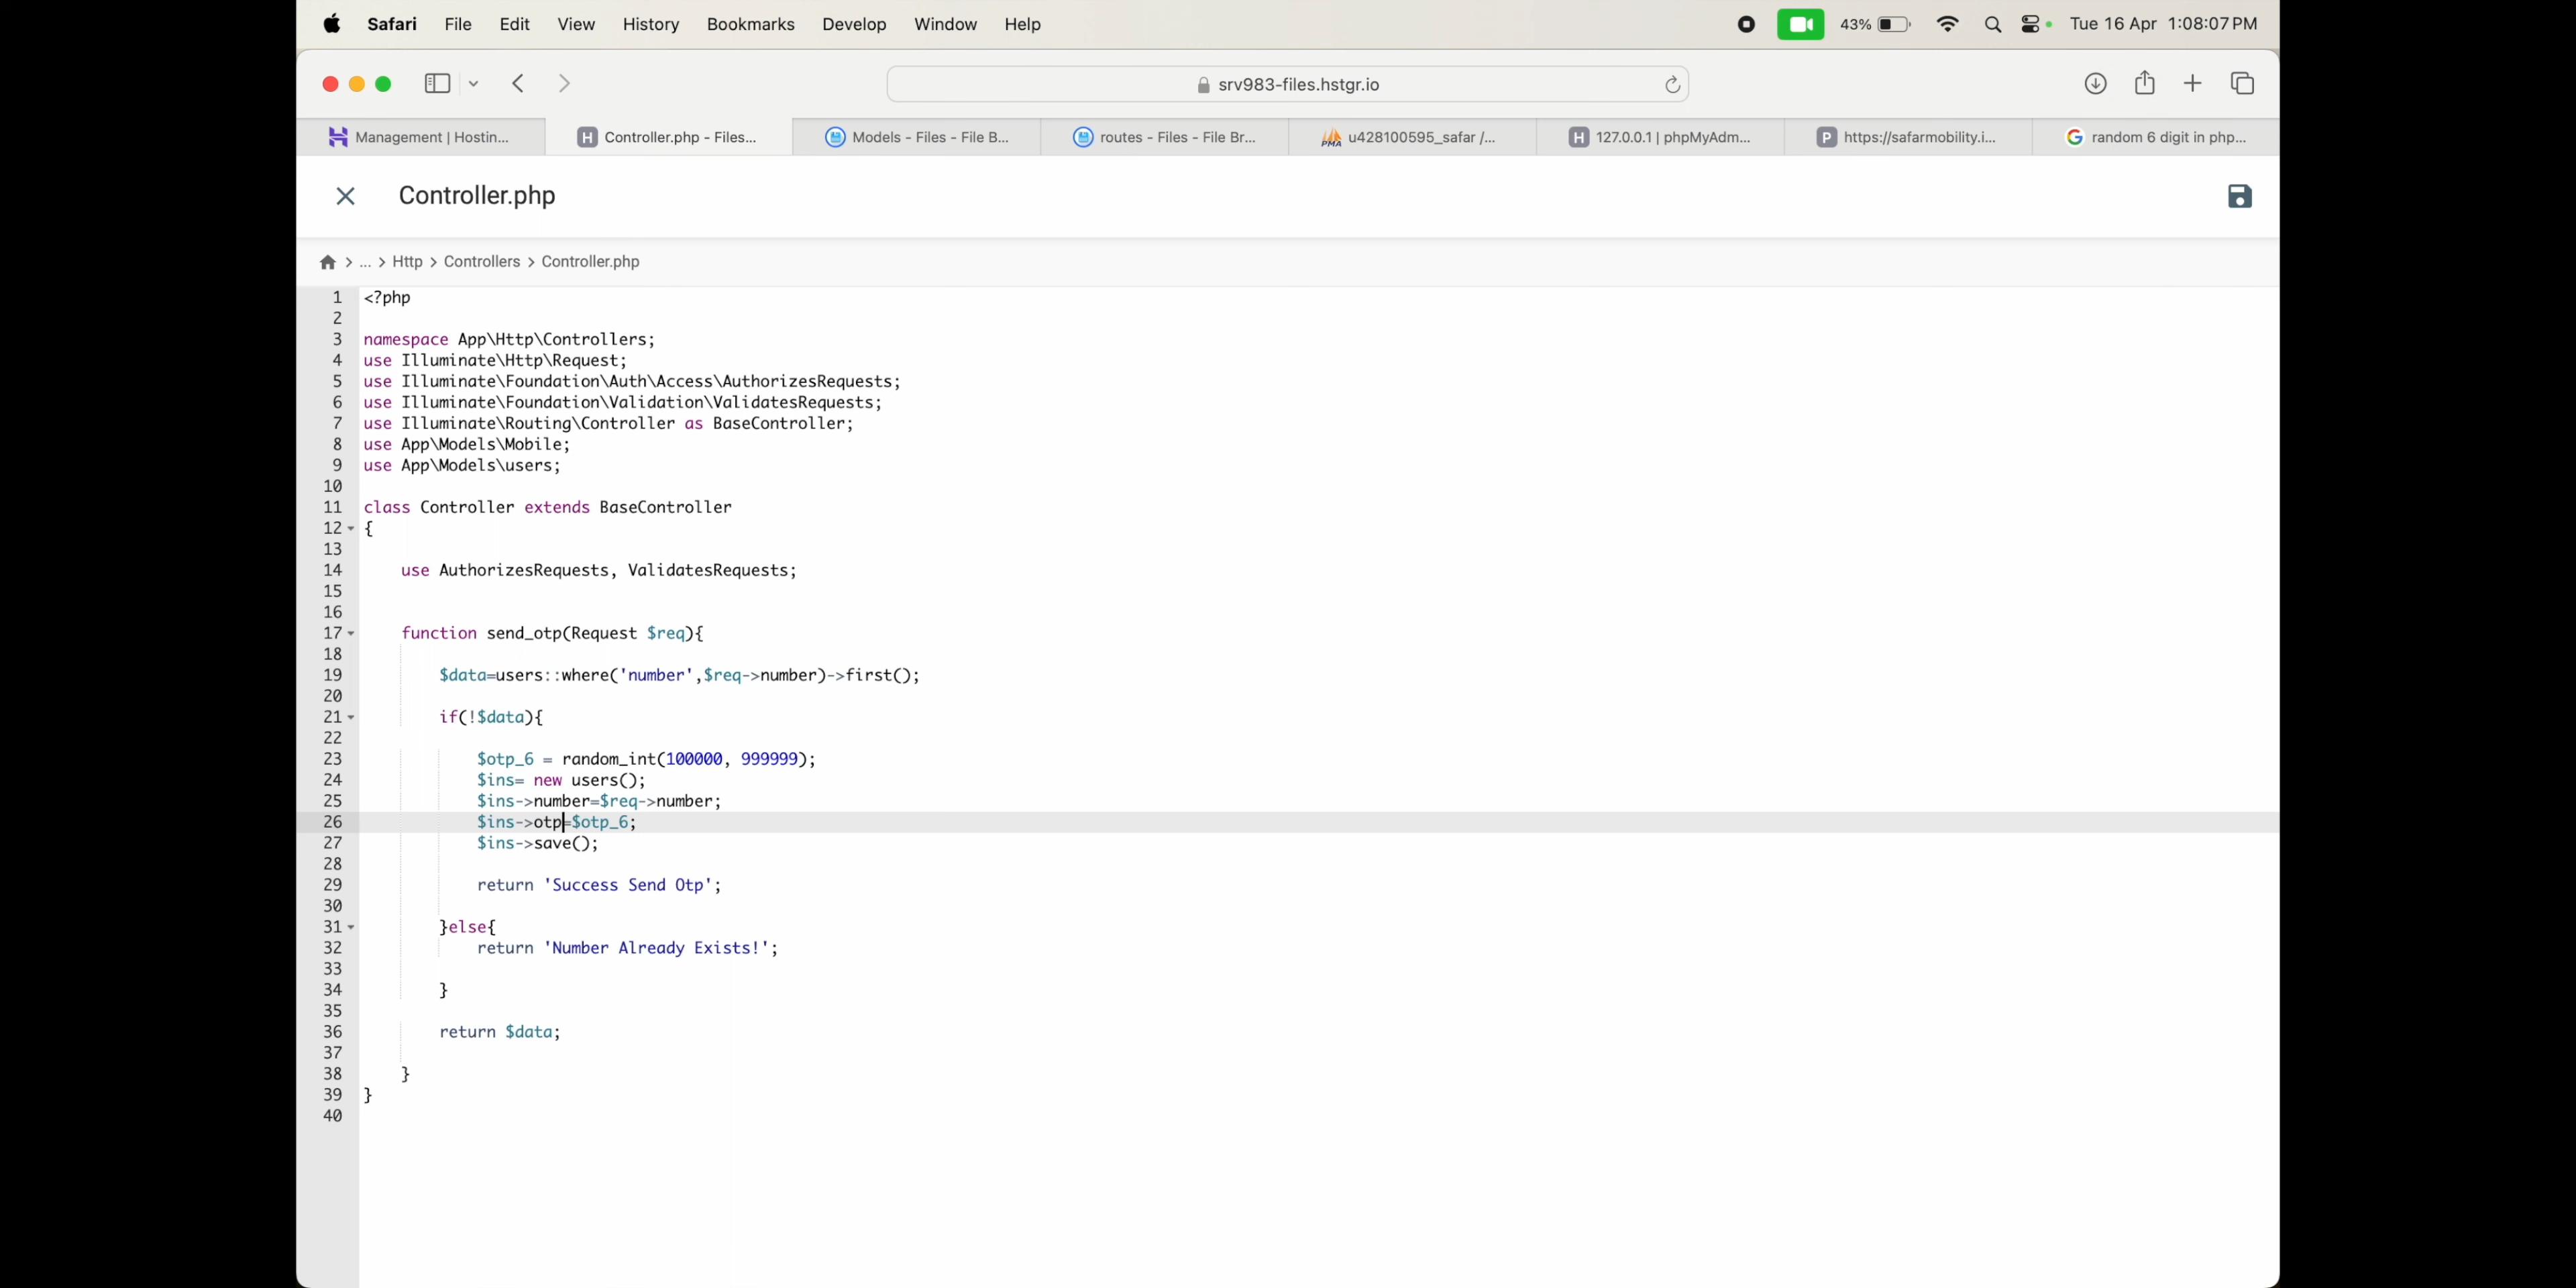 Safari File Edit View History Bookmarks Develop Window Help 43% Tue 16 Apr 1:08:07 PM
srv983-files.hstgr.io
Management | Hostin... Controller.php - Files... Models - Files - File B... routes - Files - File Br... u428100595_safar /... 127.0.0.1 | phpMyAdm... https://safarmobility.i... random 6 digit in php...
Controller.php
> ... > Http > Controllers > Controller.php
1 <?php
2
3 namespace App\Http\Controllers;
4 use Illuminate\Http\Request;
5 use Illuminate\Foundation\Auth\Access\AuthorizesRequests;
6 use Illuminate\Foundation\Validation\ValidatesRequests;
7 use Illuminate\Routing\Controller as BaseController;
8 use App\Models\Mobile;
9 use App\Models\users;
10
11 class Controller extends BaseController
12 {
13
14     use AuthorizesRequests, ValidatesRequests;
15
16
17     function send_otp(Request $req){
18
19         $data=users::where('number',$req->number)->first();
20
21         if(!$data){
22
23             $otp_6 = random_int(100000, 999999);
24             $ins= new users();
25             $ins->number=$req->number;
26             $ins->otp=$otp_6;
27             $ins->save();
28
29             return 'Success Send Otp';
30
31         }else{
32             return 'Number Already Exists!';
33
34         }
35
36         return $data;
37
38     }
39 }
40